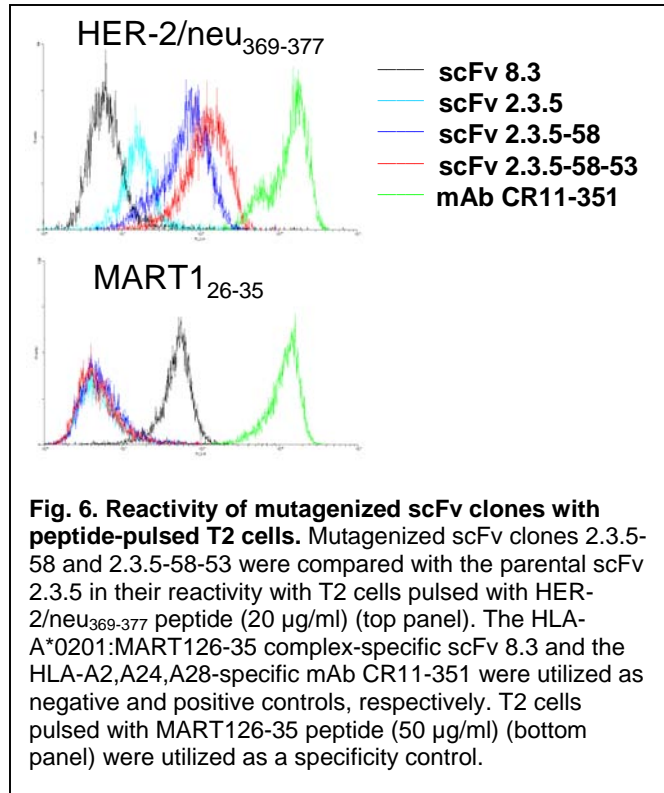 HER-2/neu369-377
scFv 8.3
scFv 2.3.5
scFv 2.3.5-58
scFv 2.3.5-58-53
mAb CR11-351
MART126-35
Fig. 6. Reactivity of mutagenized scFv clones with
peptide-pulsed T2 cells. Mutagenized scFv clones 2.3.5-
58 and 2.3.5-58-53 were compared with the parental scFv
2.3.5 in their reactivity with T2 cells pulsed with HER-
2/neu369-377 peptide (20 µg/ml) (top panel). The HLA-
A*0201:MART126-35 complex-specific scFv 8.3 and the
HLA-A2,A24,A28-specific mAb CR11-351 were utilized as
negative and positive controls, respectively. T2 cells
pulsed with MART126-35 peptide (50 µg/ml) (bottom
panel) were utilized as a specificity control.